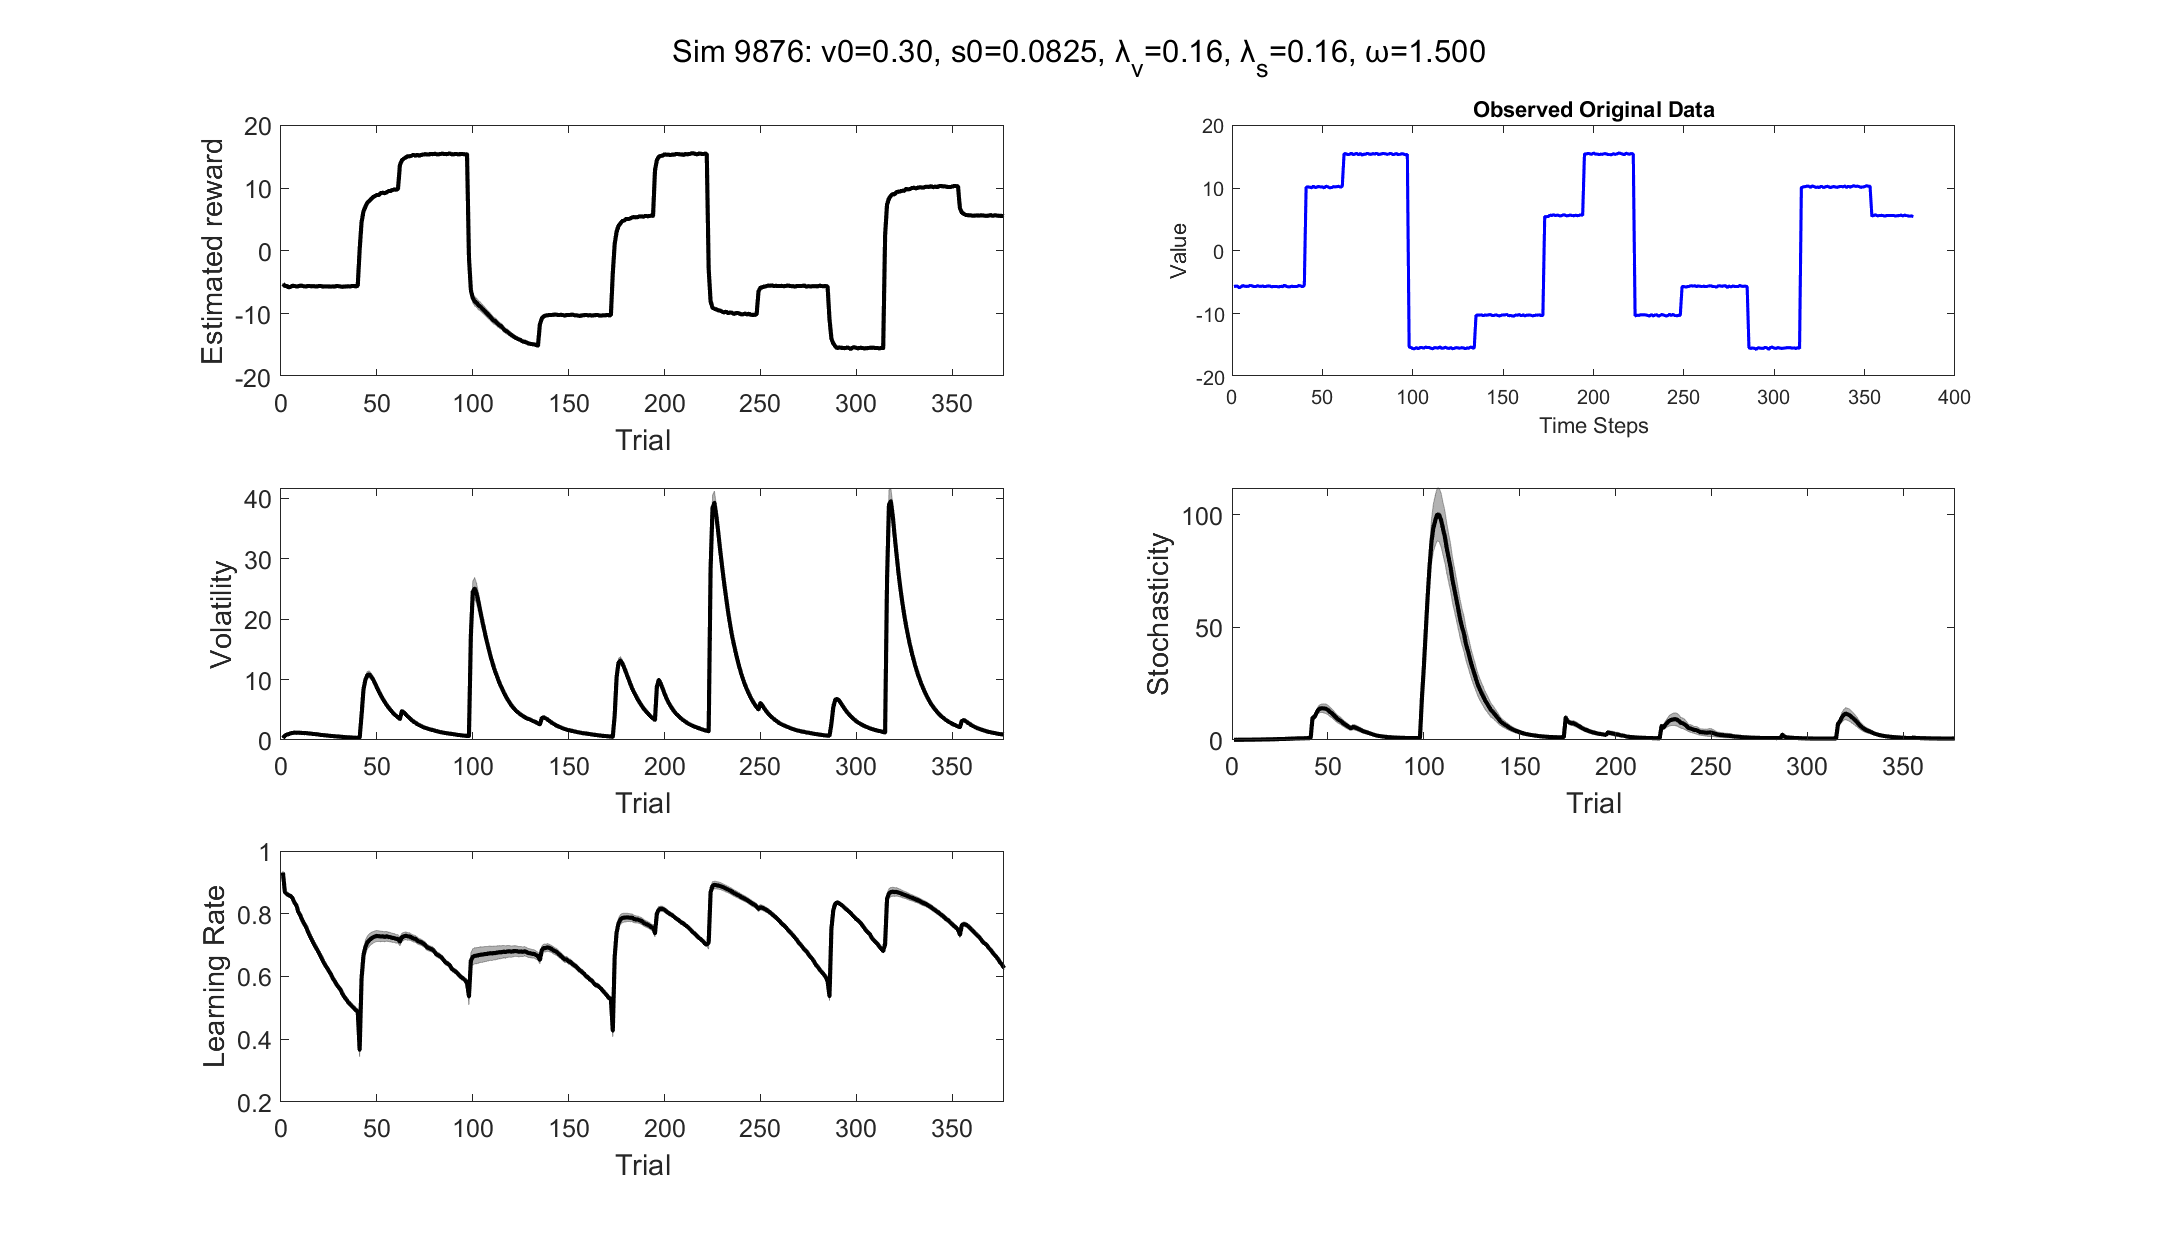 Sim 9876: v0=0.30, s0=0.0825, λv=0.16, λs=0.16, ω=1.500
20
10
0
-10
-20
Estimated reward
0 50 100 150 200 250 300 350
Trial
Observed Original Data
20
10
0
-10
-20
Value
0 50 100 150 200 250 300 350 400
Time Steps
40
30
20
10
0
Volatility
0 50 100 150 200 250 300 350
Trial
100
50
0
Stochasticity
0 50 100 150 200 250 300 350
Trial
1
0.8
0.6
0.4
0.2
Learning Rate
0 50 100 150 200 250 300 350
Trial